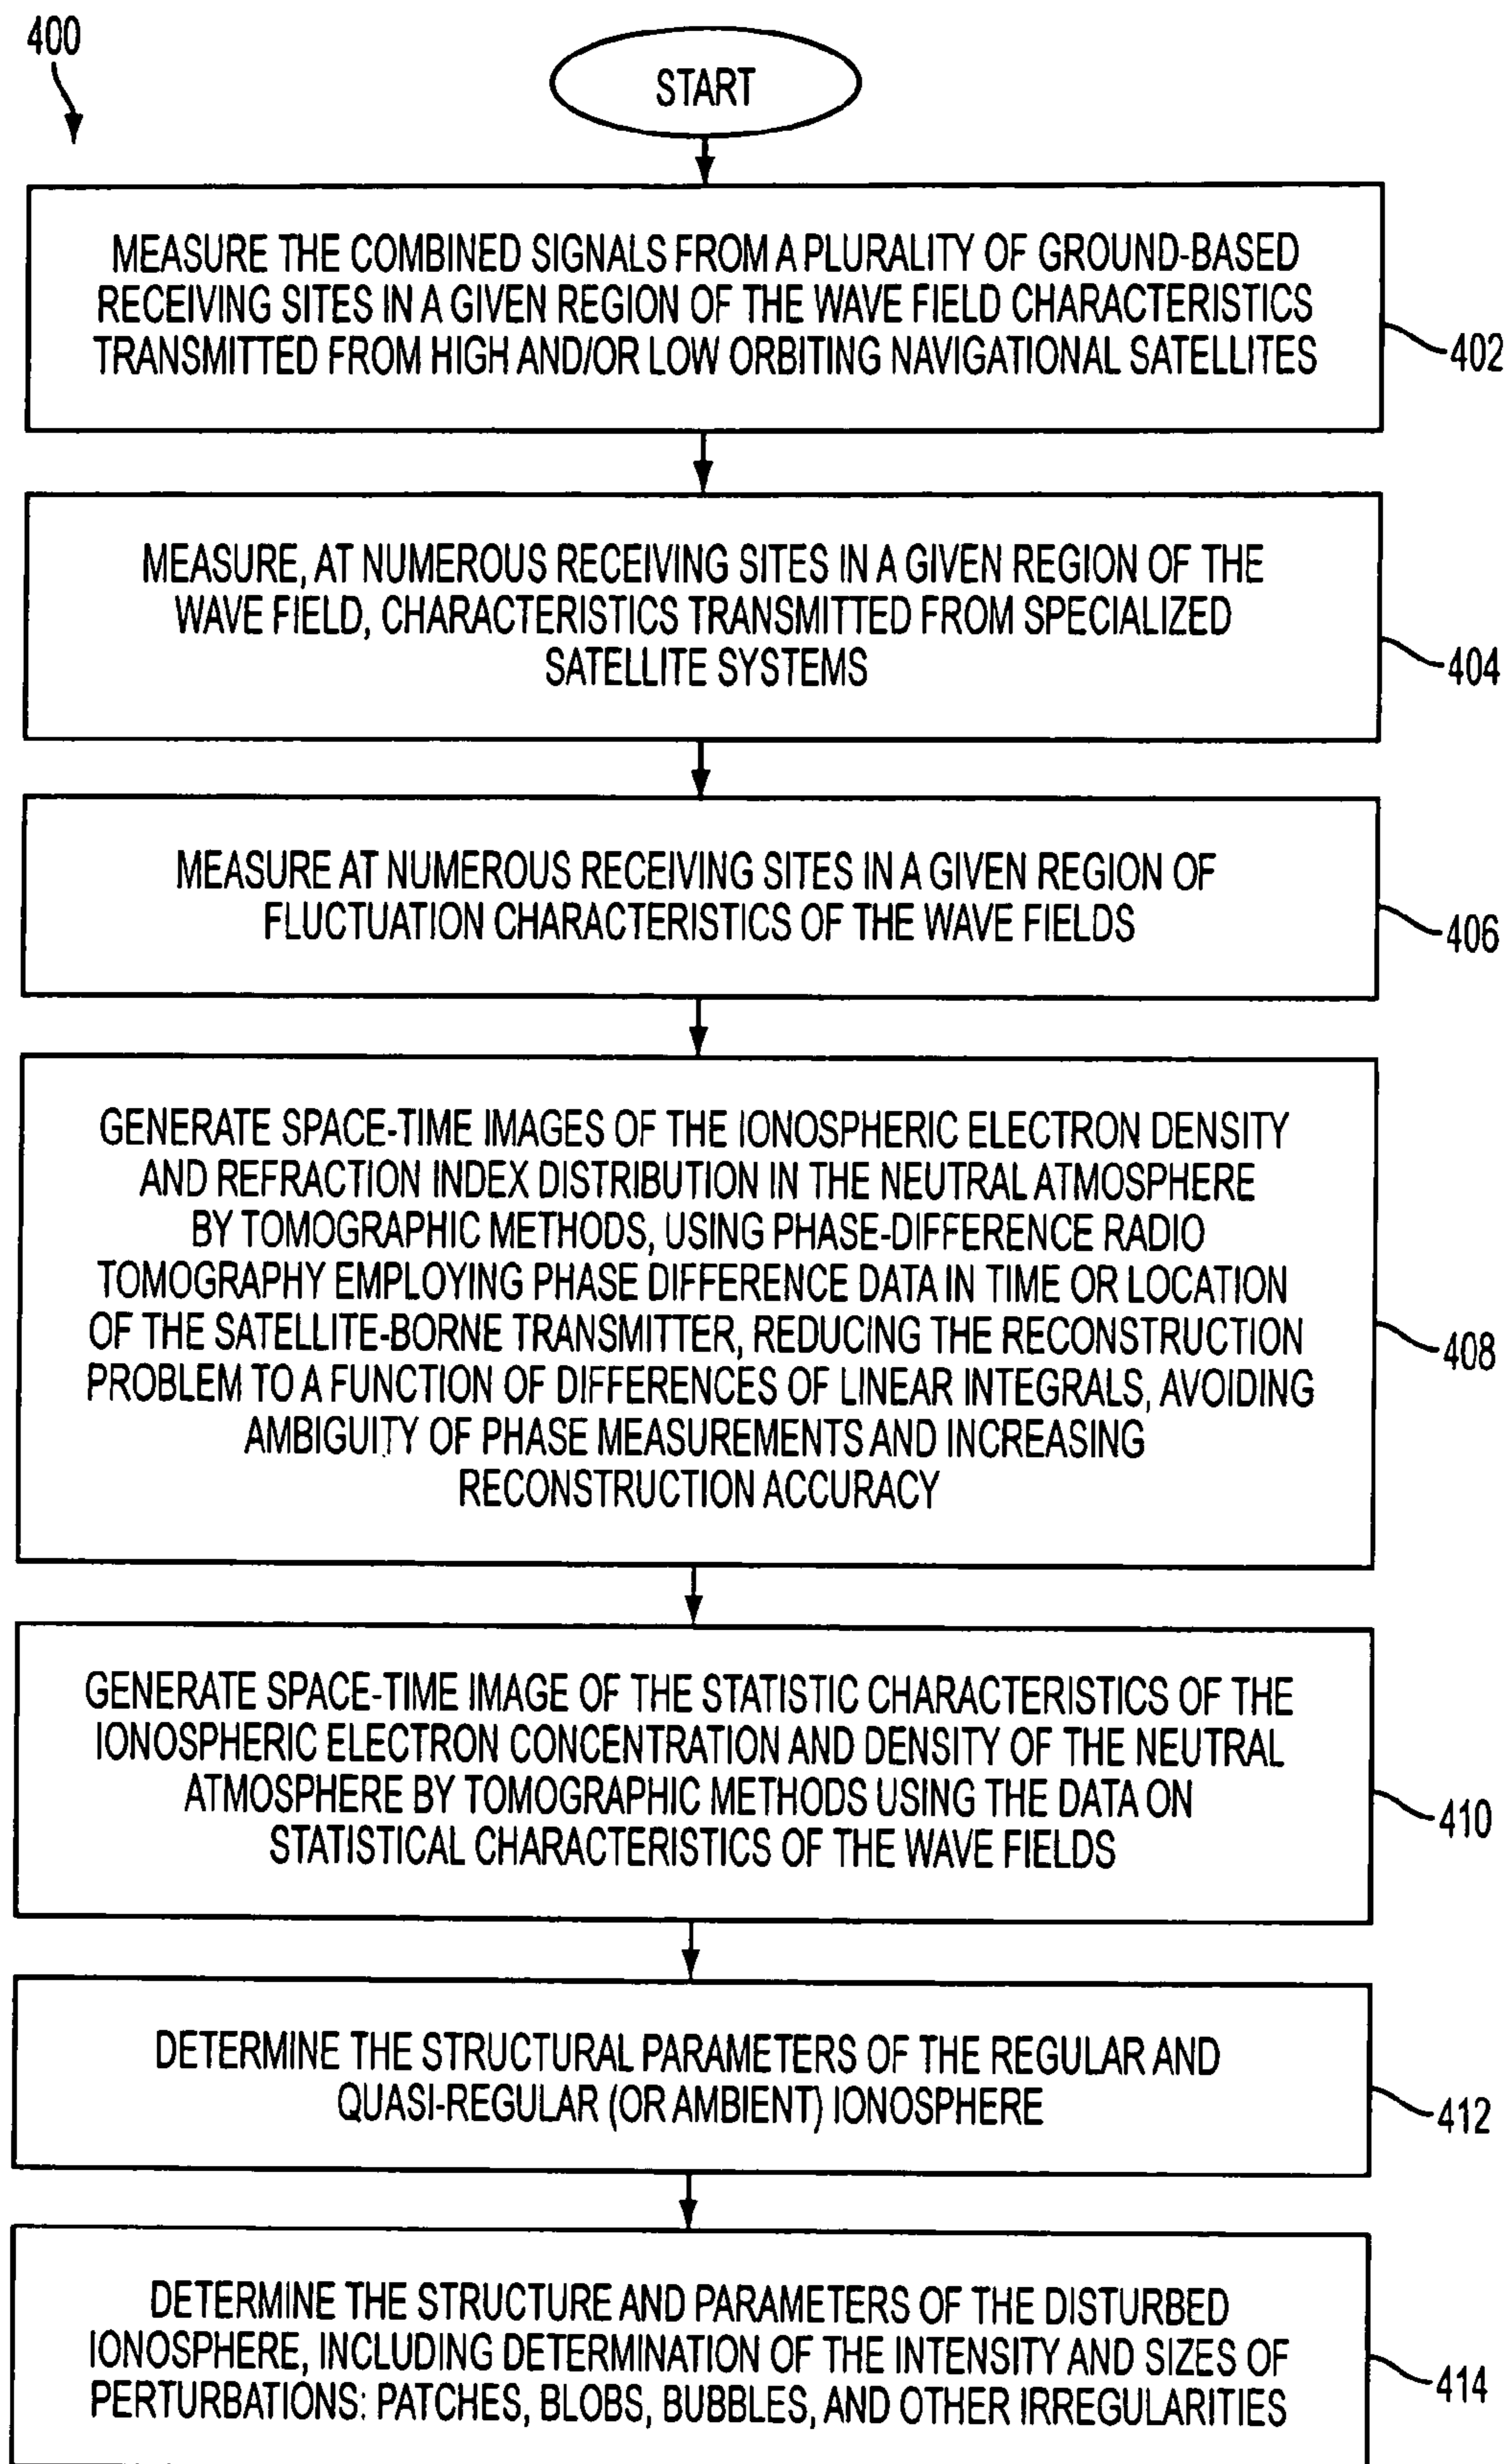 400
START
MEASURE THE COMBINED SIGNALS FROM A PLURALITY OF GROUND-BASED
RECEIVING SITES IN A GIVEN REGION OF THE WAVE FIELD CHARACTERISTICS
TRANSMITTED FROM HIGH AND/OR LOW ORBITING NAVIGATIONAL SATELLITES
402
MEASURE, AT NUMEROUS RECEIVING SITES IN A GIVEN REGION OF THE
WAVE FIELD, CHARACTERISTICS TRANSMITTED FROM SPECIALIZED
SATELLITE SYSTEMS
404
MEASURE AT NUMEROUS RECEIVING SITES IN A GIVEN REGION OF
FLUCTUATION CHARACTERISTICS OF THE WAVE FIELDS
406
GENERATE SPACE-TIME IMAGES OF THE IONOSPHERIC ELECTRON DENSITY
AND REFRACTION INDEX DISTRIBUTION IN THE NEUTRAL ATMOSPHERE
BY TOMOGRAPHIC METHODS, USING PHASE-DIFFERENCE RADIO
TOMOGRAPHY EMPLOYING PHASE DIFFERENCE DATA IN TIME OR LOCATION
OF THE SATELLITE-BORNE TRANSMITTER, REDUCING THE RECONSTRUCTION
PROBLEM TO A FUNCTION OF DIFFERENCES OF LINEAR INTEGRALS, AVOIDING
AMBIGUITY OF PHASE MEASUREMENTS AND INCREASING
RECONSTRUCTION ACCURACY
408
GENERATE SPACE-TIME IMAGE OF THE STATISTIC CHARACTERISTICS OF THE
IONOSPHERIC ELECTRON CONCENTRATION AND DENSITY OF THE NEUTRAL
ATMOSPHERE BY TOMOGRAPHIC METHODS USING THE DATA ON
STATISTICAL CHARACTERISTICS OF THE WAVE FIELDS
410
DETERMINE THE STRUCTURAL PARAMETERS OF THE REGULAR AND
QUASI-REGULAR (OR AMBIENT) IONOSPHERE
412
DETERMINE THE STRUCTURE AND PARAMETERS OF THE DISTURBED
IONOSPHERE, INCLUDING DETERMINATION OF THE INTENSITY AND SIZES OF
PERTURBATIONS: PATCHES, BLOBS, BUBBLES, AND OTHER IRREGULARITIES
414